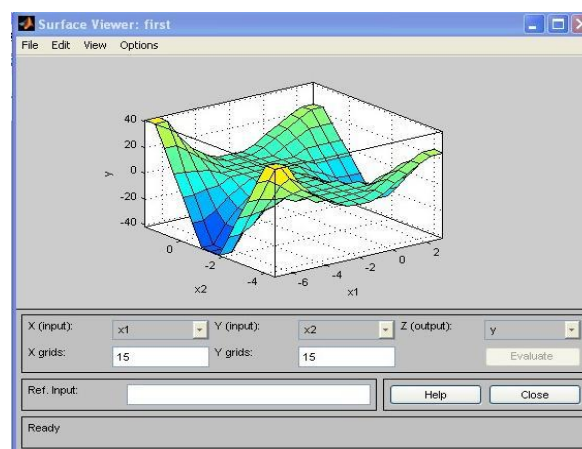 Surface Viewer: first
File Edit View Options
40
20
0
-20
-40
y
0
-2
-4
x2
-6
-4
-2
0
2
x1
X (input): x1 Y (input): x2 Z (output): y
X grids: 15 Y grids: 15 Evaluate
Ref. Input: Help Close
Ready